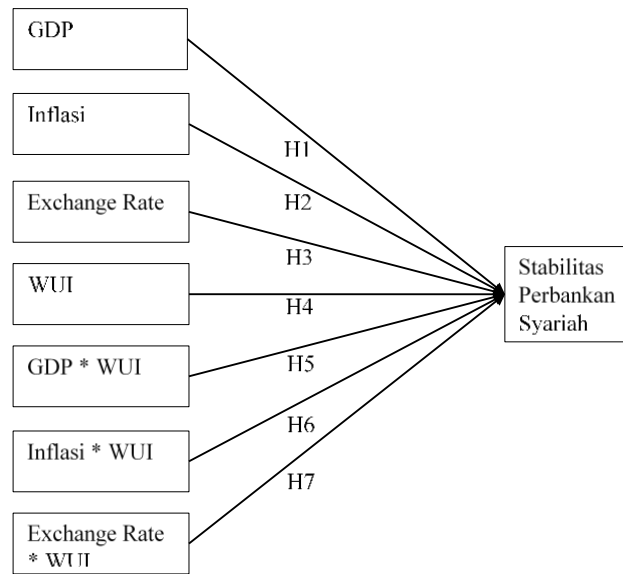 GDP
Inflasi
Exchange Rate
WUI
GDP * WUI
Inflasi * WUI
Exchange Rate
* WUI
H1
H2
H3
H4
H5
H6
H7
Stabilitas
Perbankan
Syariah